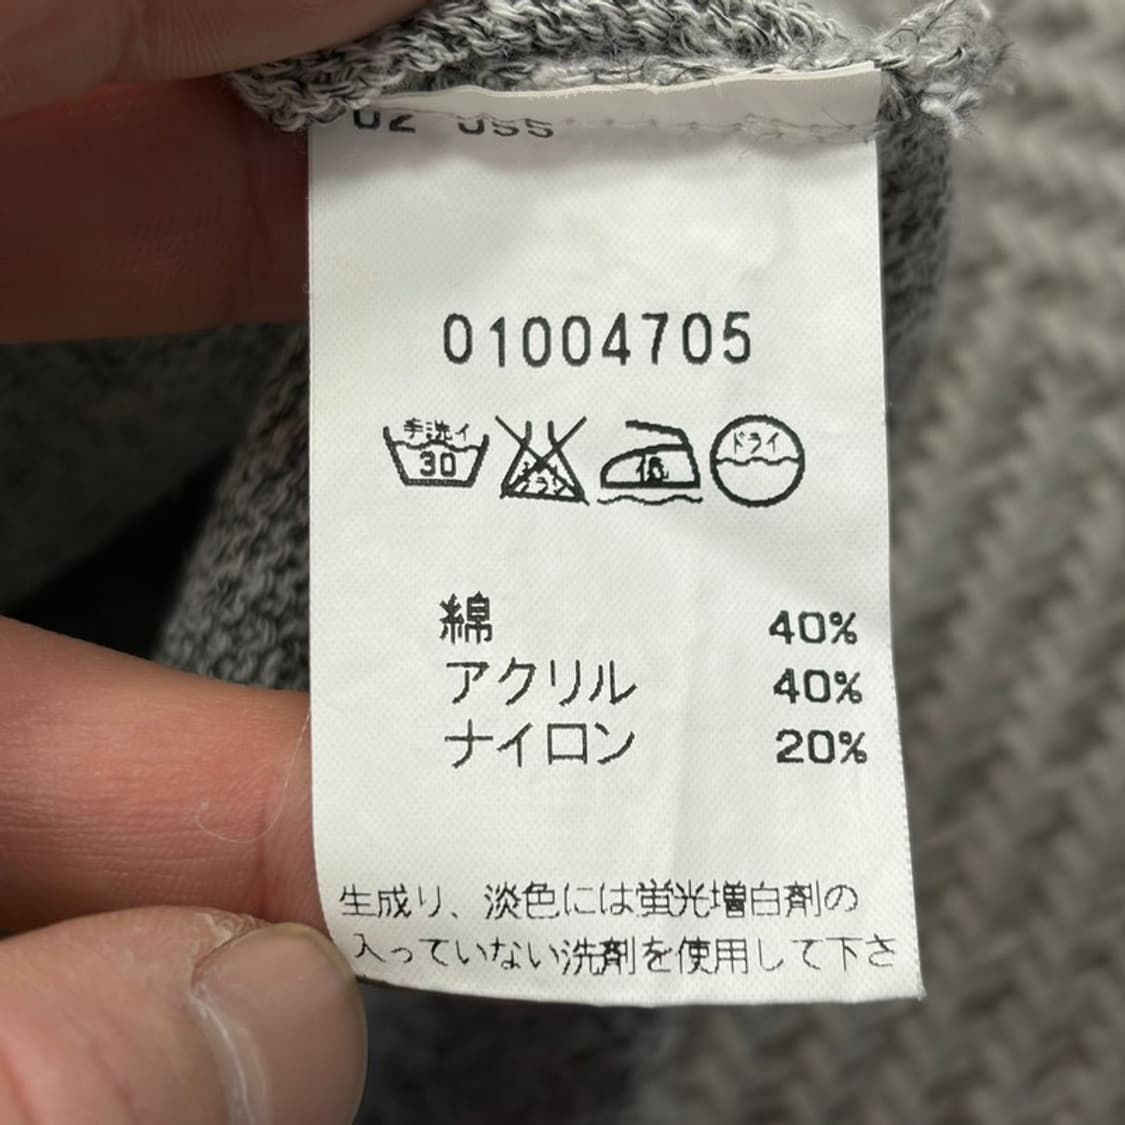 01004705
手洗イ
30
ドライ
綿 40%
アクリル 40%
ナイロン 20%
生成り、淡色には蛍光増白剤の
入っていない洗剤を使用して下さ